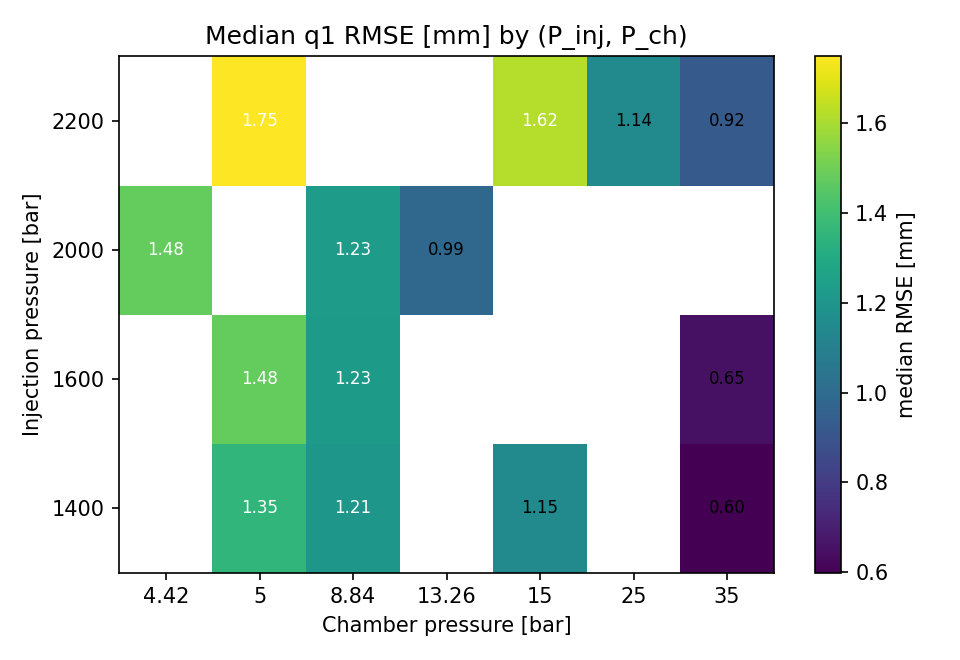 Median q1 RMSE [mm] by (P_inj, P_ch)
Injection pressure [bar]
2200 1.75 1.62 1.14 0.92
2000 1.48 1.23 0.99
1600 1.48 1.23 0.65
1400 1.35 1.21 1.15 0.60
4.42 5 8.84 13.26 15 25 35
Chamber pressure [bar]
1.6
1.4
1.2
1.0
0.8
0.6
median RMSE [mm]